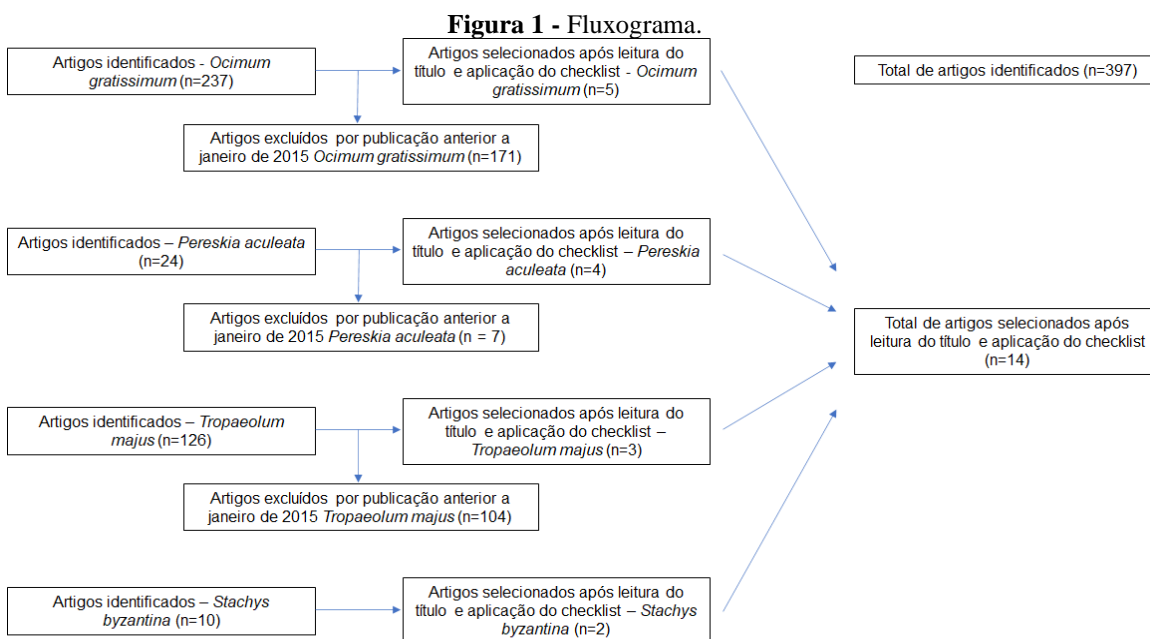 Figura 1 - Fluxograma.
Artigos identificados - Ocimum
gratissimum (n=237)
Artigos selecionados após leitura do
título e aplicação do checklist - Ocimum
gratissimum (n=5)
Total de artigos identificados (n=397)
Artigos excluídos por publicação anterior a
janeiro de 2015 Ocimum gratissimum (n=171)
Artigos identificados – Pereskia aculeata
(n=24)
Artigos selecionados após leitura do
título e aplicação do checklist – Pereskia
aculeata (n=4)
Artigos excluídos por publicação anterior a
janeiro de 2015 Pereskia aculeata (n = 7)
Total de artigos selecionados após
leitura do título e aplicação do checklist
(n=14)
Artigos identificados – Tropaeolum
majus (n=126)
Artigos selecionados após leitura do
título e aplicação do checklist –
Tropaeolum majus (n=3)
Artigos excluídos por publicação anterior a
janeiro de 2015 Tropaeolum majus (n=104)
Artigos identificados – Stachys
byzantina (n=10)
Artigos selecionados após leitura do
título e aplicação do checklist – Stachys
byzantina (n=2)